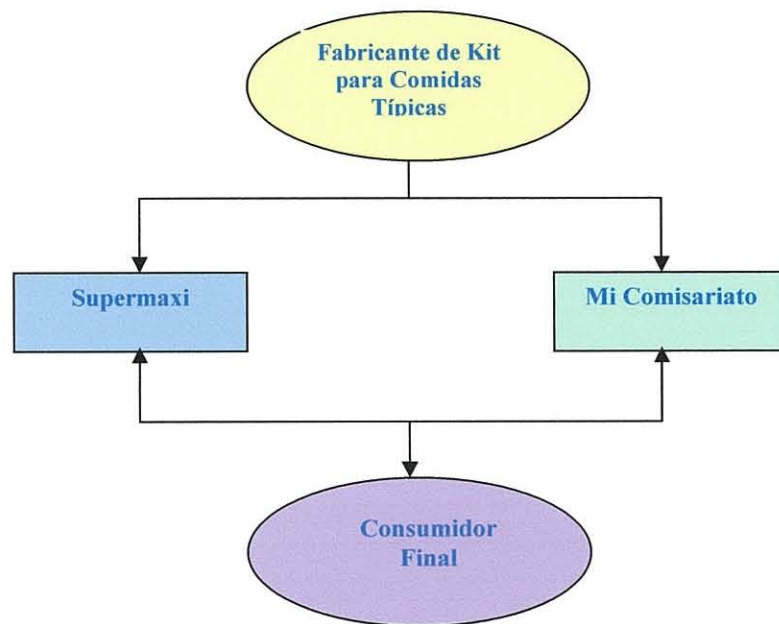 Fabricante de Kit
para Comidas
Típicas
Supermaxi
Mi Comisariato
Consumidor
Final